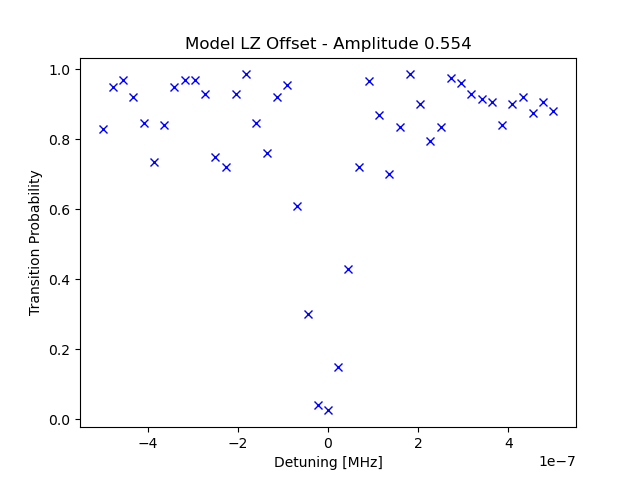 Model LZ Offset - Amplitude 0.554
Transition Probability
1.0
0.8
0.6
0.4
0.2
0.0
−4 −2 0 2 4
1e−7
Detuning [MHz]